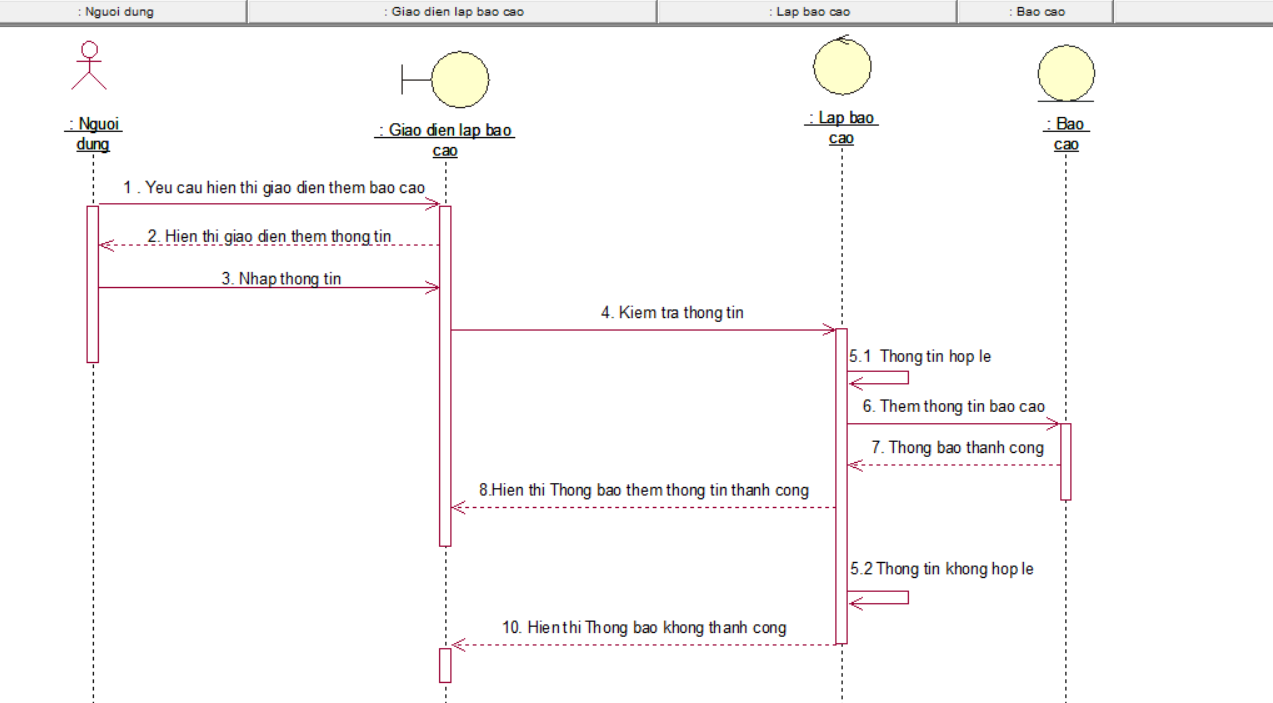 : Nguoi dung
: Giao dien lap bao cao
: Lap bao cao
: Bao cao
: Nguoi
dung
: Giao dien lap bao
cao
: Lap bao
cao
: Bao
cao
1 . Yeu cau hien thi giao dien them bao cao
2. Hien thi giao dien them thong tin
3. Nhap thong tin
4. Kiem tra thong tin
5.1 Thong tin hop le
6. Them thong tin bao cao
7. Thong bao thanh cong
8.Hien thi Thong bao them thong tin thanh cong
5.2 Thong tin khong hop le
10. Hien thi Thong bao khong thanh cong